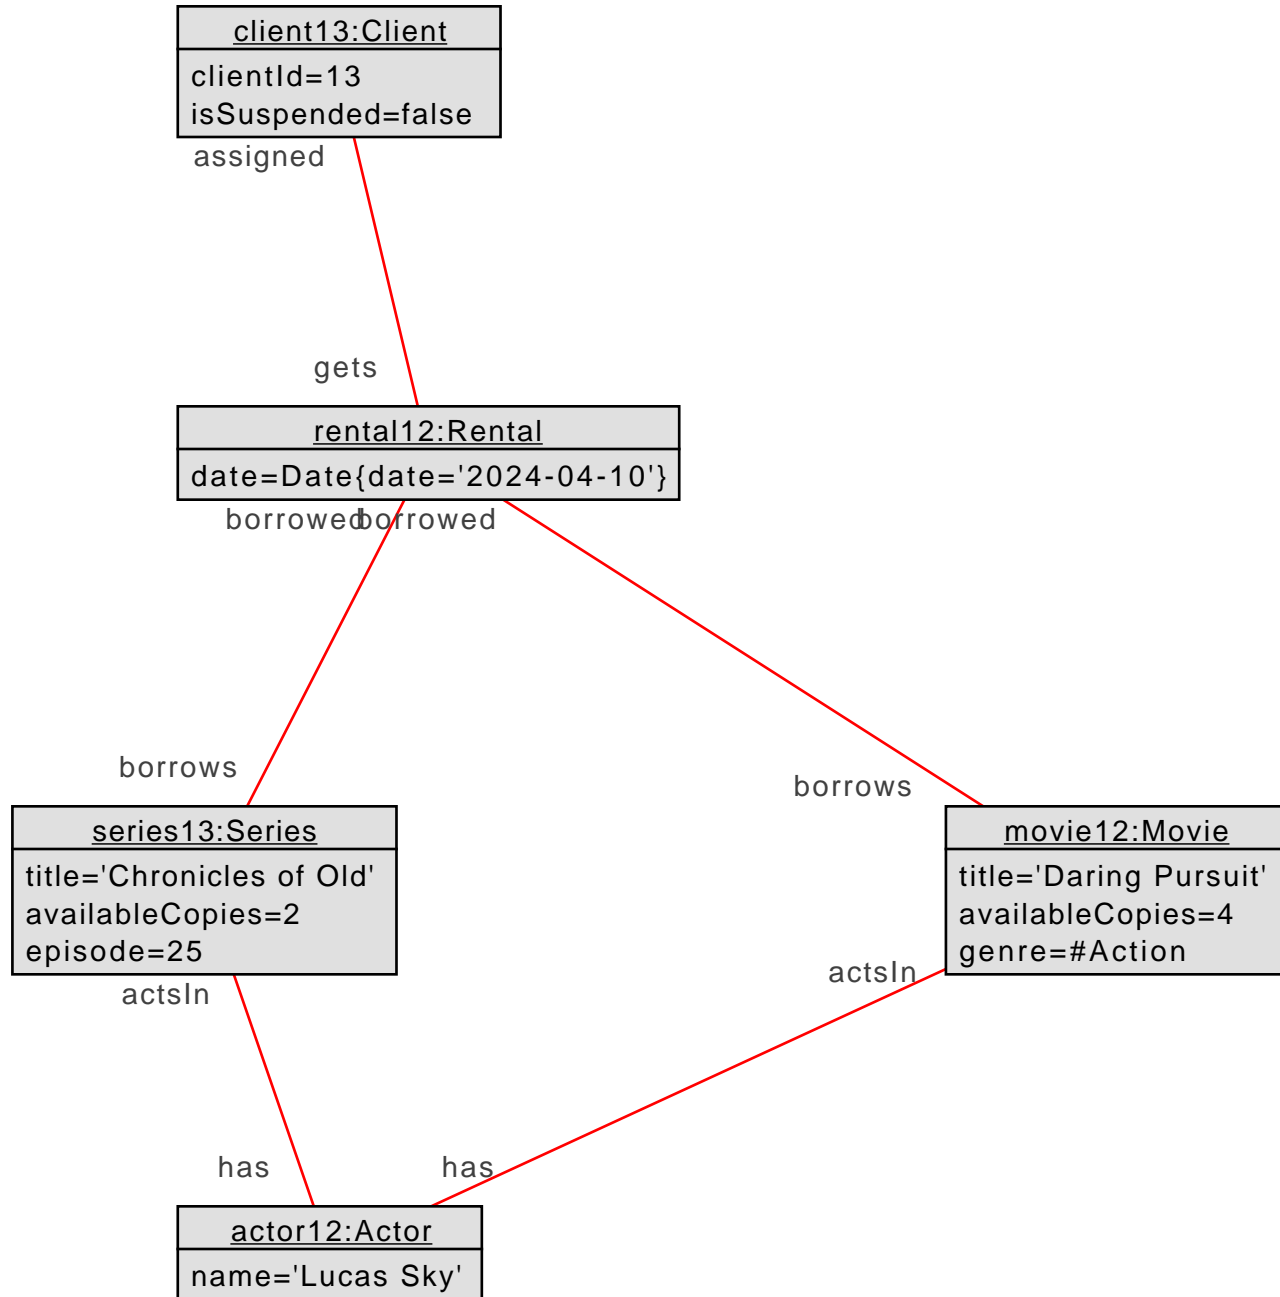 client13:Client
clientId=13
isSuspended=false
assigned
gets
rental12:Rental
date=Date{date='2024-04-10'}
borrowed
borrowed
borrows
borrows
series13:Series
title='Chronicles of Old'
availableCopies=2
episode=25
movie12:Movie
title='Daring Pursuit'
availableCopies=4
genre=#Action
actsIn
actsIn
has
has
actor12:Actor
name='Lucas Sky'